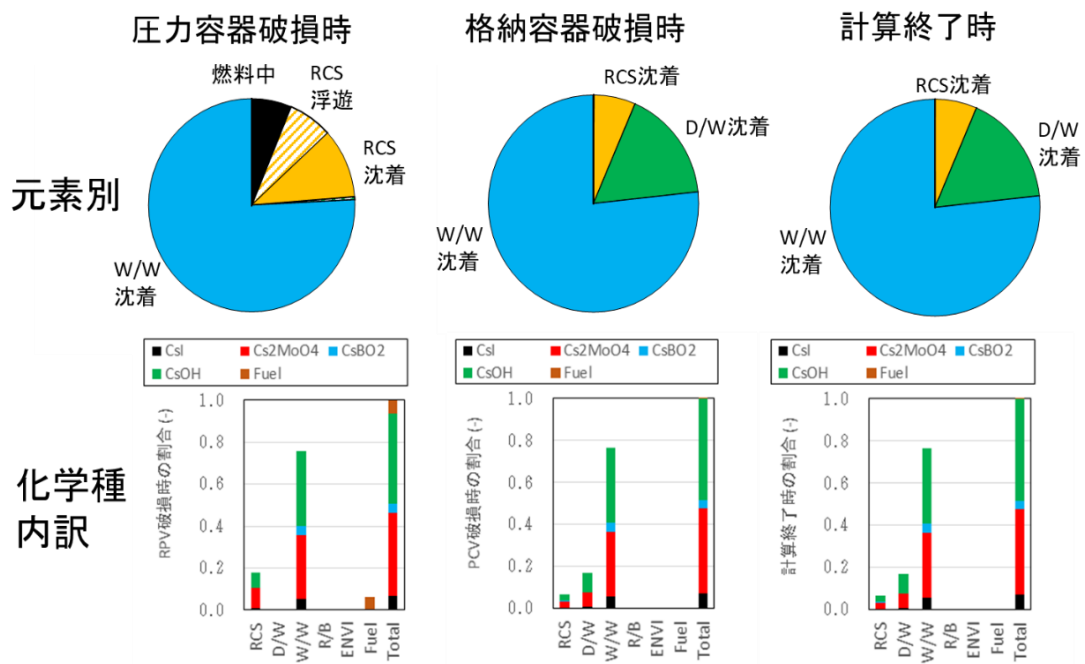 圧力容器破損時
格納容器破損時
計算終了時
元素別
燃料中
RCS
浮遊
RCS
沈着
W/W
沈着
RCS沈着
D/W沈着
W/W
沈着
RCS沈着
D/W
沈着
W/W
沈着
化学種
内訳
CsI Cs2MoO4 CsBO2
CsOH Fuel
RPV破損時の割合(-)
1.0
0.8
0.6
0.4
0.2
0.0
RCS
D/W
W/W
R/B
ENVI
Fuel
Total
CsI Cs2MoO4 CsBO2
CsOH Fuel
PCV破損時の割合(-)
1.0
0.8
0.6
0.4
0.2
0.0
RCS
D/W
W/W
R/B
ENVI
Fuel
Total
CsI Cs2MoO4 CsBO2
CsOH Fuel
計算終了時の割合(-)
1.0
0.8
0.6
0.4
0.2
0.0
RCS
D/W
W/W
R/B
ENVI
Fuel
Total